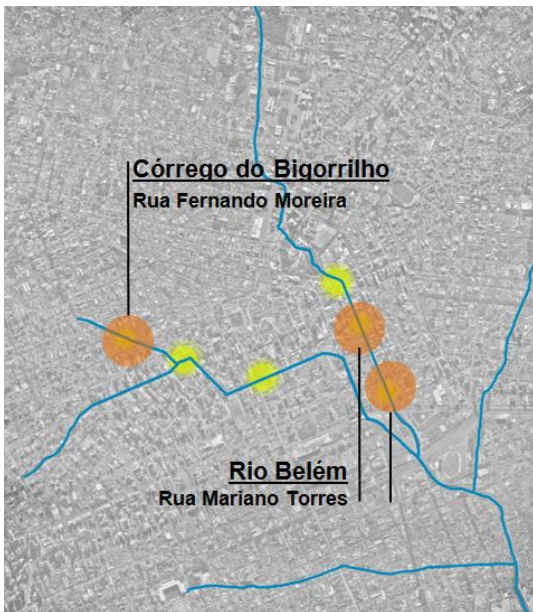 Córrego do Bigorrilho
Rua Fernando Moreira
Rio Belém
Rua Mariano Torres